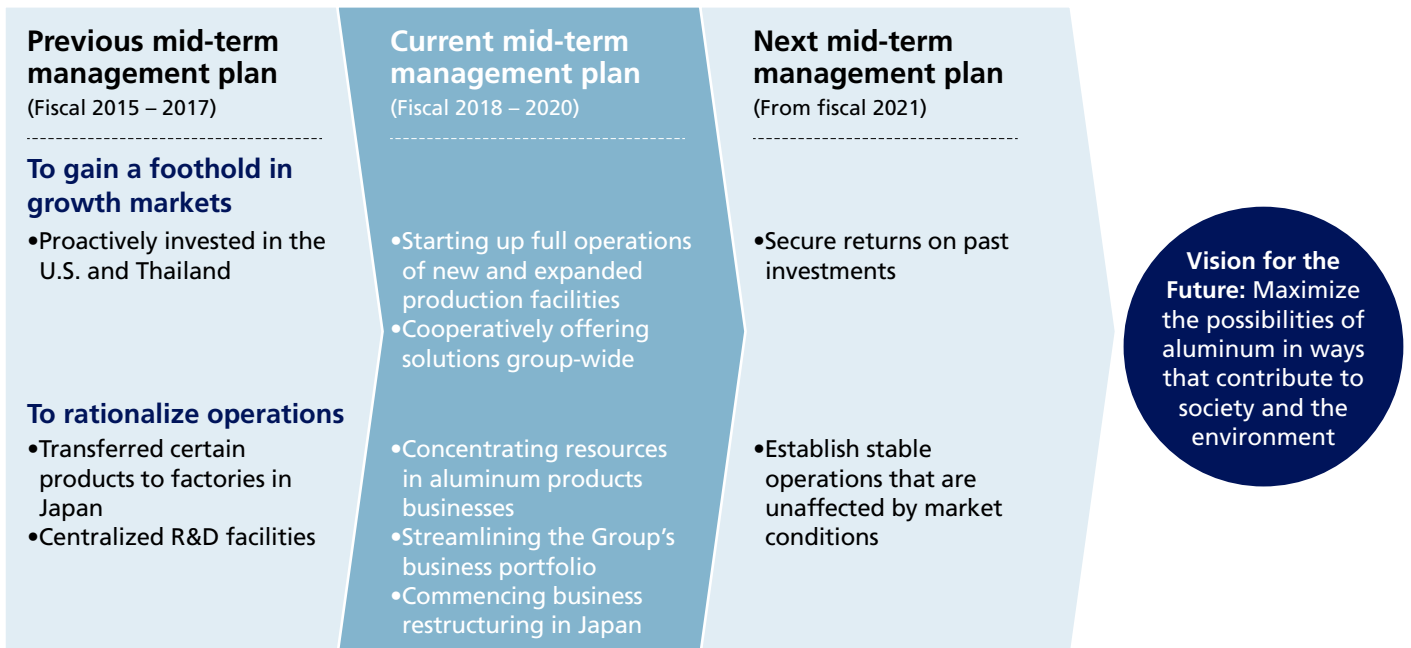 Previous mid-term
management plan
(Fiscal 2015 – 2017)
To gain a foothold in
growth markets
•Proactively invested in the
U.S. and Thailand
To rationalize operations
•Transferred certain
products to factories in
Japan
•Centralized R&D facilities
Current mid-term
management plan
(Fiscal 2018 – 2020)
•Starting up full operations
of new and expanded
production facilities
•Cooperatively offering
solutions group-wide
•Concentrating resources
in aluminum products
businesses
•Streamlining the Group’s
business portfolio
•Commencing business
restructuring in Japan
Next mid-term
management plan
(From fiscal 2021)
•Secure returns on past
investments
•Establish stable
operations that are
unaffected by market
conditions
Vision for the
Future: Maximize
the possibilities of
aluminum in ways
that contribute to
society and the
environment